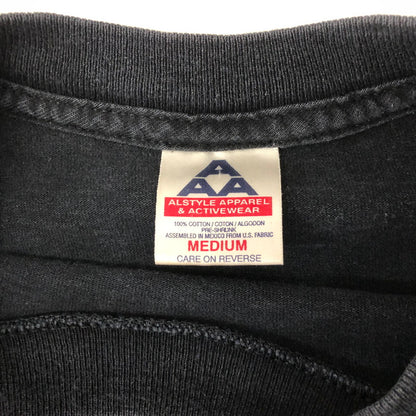 AAA
ALSTYLE APPAREL
& ACTIVEWEAR
100% COTTON / COTON / ALGODON
PRE-SHRUNK
ASSEMBLED IN MEXICO FROM U.S. FABRIC
MEDIUM
CARE ON REVERSE